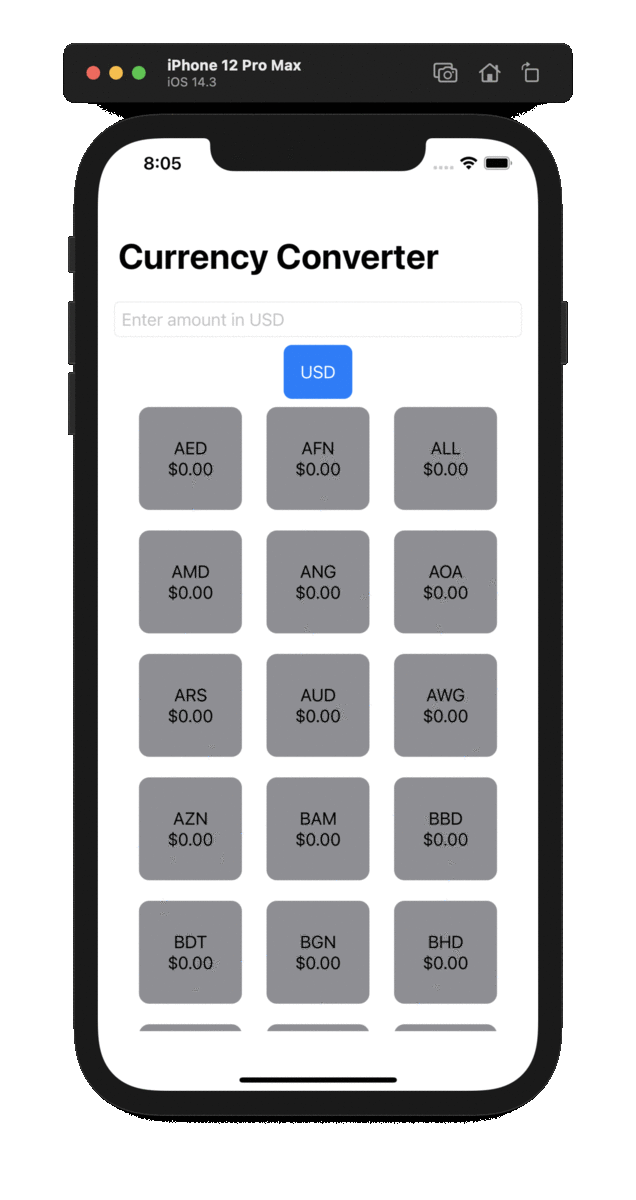 iPhone 12 Pro Max
iOS 14.3
8:05
Currency Converter
Enter amount in USD
USD
AED AFN ALL
$0.00 $0.00 $0.00
AMD ANG AOA
$0.00 $0.00 $0.00
ARS AUD AWG
$0.00 $0.00 $0.00
AZN BAM BBD
$0.00 $0.00 $0.00
BDT BGN BHD
$0.00 $0.00 $0.00